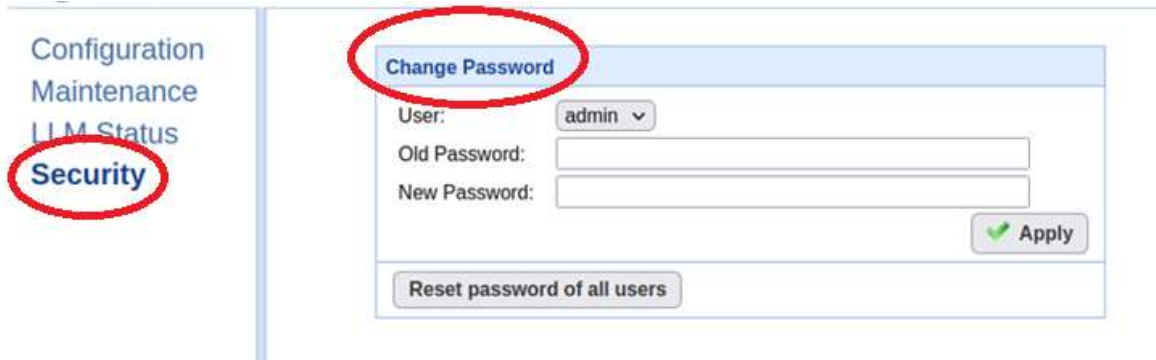 Configuration
Maintenance
LLM Status
Security
Change Password
User: admin
Old Password:
New Password:
Apply
Reset password of all users